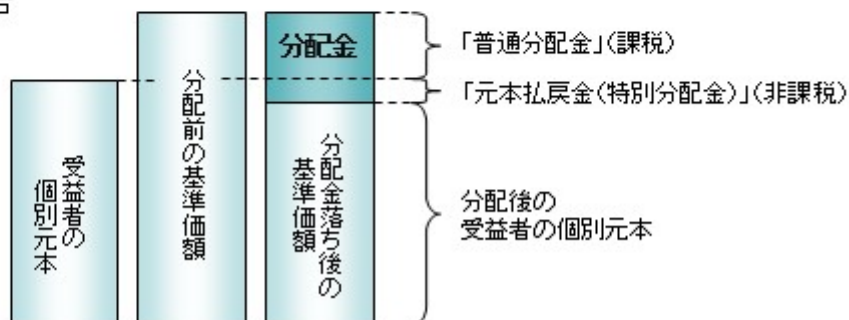 受益者の
個別元本
分配前の基準価額
分配金
分配金落ち後の
基準価額
「普通分配金」(課税)
「元本払戻金(特別分配金)」(非課税)
分配後の
受益者の個別元本